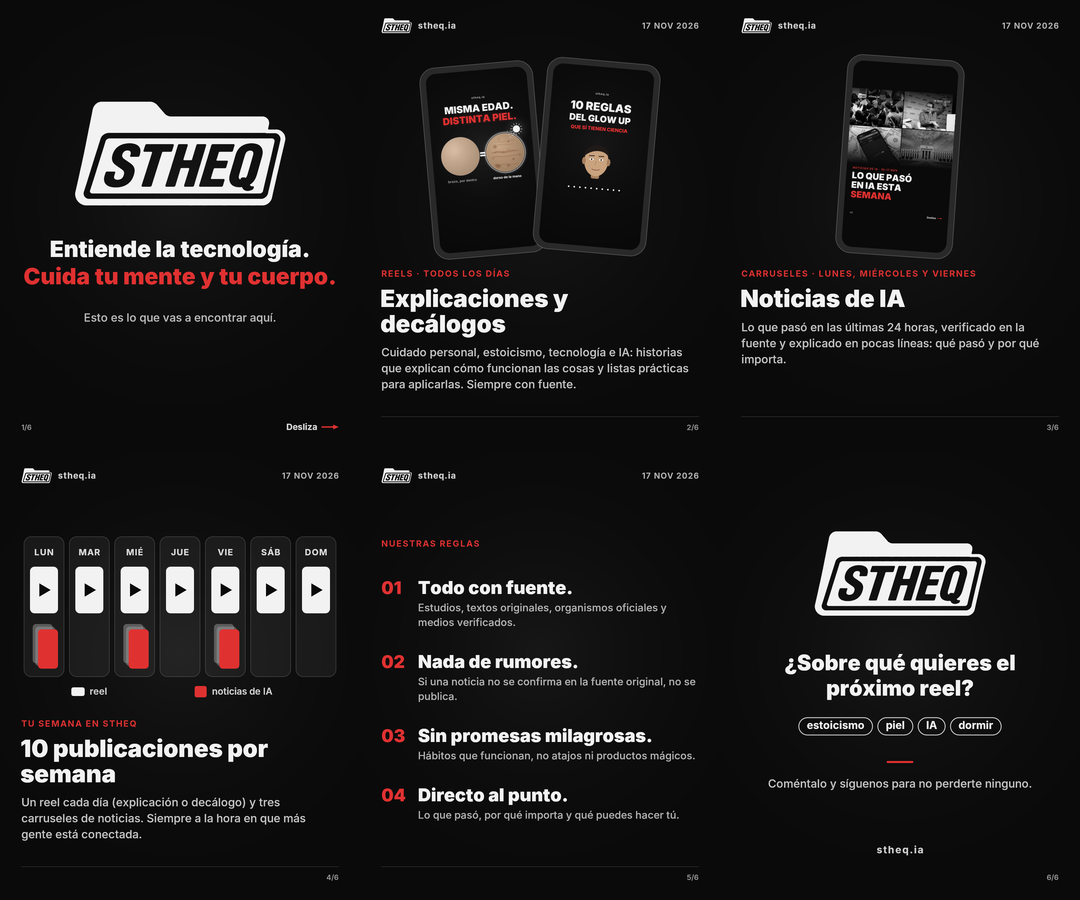 STHEQ
Entiende la tecnología.
Cuida tu mente y tu cuerpo.
Esto es lo que vas a encontrar aquí.
1/6
Desliza
STHEQ
stheq.ia
17 NOV 2026
stheq.ia
MISMA EDAD.
DISTINTA PIEL.
stheq.ia
10 REGLAS
DEL GLOW UP
QUE SÍ TIENEN CIENCIA
REELS · TODOS LOS DÍAS
Explicaciones y
decálogos
Cuidado personal, estoicismo, tecnología e IA: historias
que explican cómo funcionan las cosas y listas prácticas
para aplicarlas. Siempre con fuente.
2/6
STHEQ
stheq.ia
17 NOV 2026
LO QUE PASÓ
EN IA ESTA
SEMANA
Desliza
CARRUSELES · LUNES, MIÉRCOLES Y VIERNES
Noticias de IA
Lo que pasó en las últimas 24 horas, verificado en la
fuente y explicado en pocas líneas: qué pasó y por qué
importa.
3/6
STHEQ
stheq.ia
17 NOV 2026
LUN
MAR
MIÉ
JUE
VIE
SÁB
DOM
reel
noticias de IA
TU SEMANA EN STHEQ
10 publicaciones por
semana
Un reel cada día (explicación o decálogo) y tres
carruseles de noticias. Siempre a la hora en que más
gente está conectada.
4/6
STHEQ
stheq.ia
17 NOV 2026
NUESTRAS REGLAS
01 Todo con fuente.
Estudios, textos originales, organismos oficiales y
medios verificados.
02 Nada de rumores.
Si una noticia no se confirma en la fuente original, no se
publica.
03 Sin promesas milagrosas.
Hábitos que funcionan, no atajos ni productos mágicos.
04 Directo al punto.
Lo que pasó, por qué importa y qué puedes hacer tú.
5/6
STHEQ
¿Sobre qué quieres el
próximo reel?
estoicismo
piel
IA
dormir
Coméntalo y síguenos para no perderte ninguno.
stheq.ia
6/6